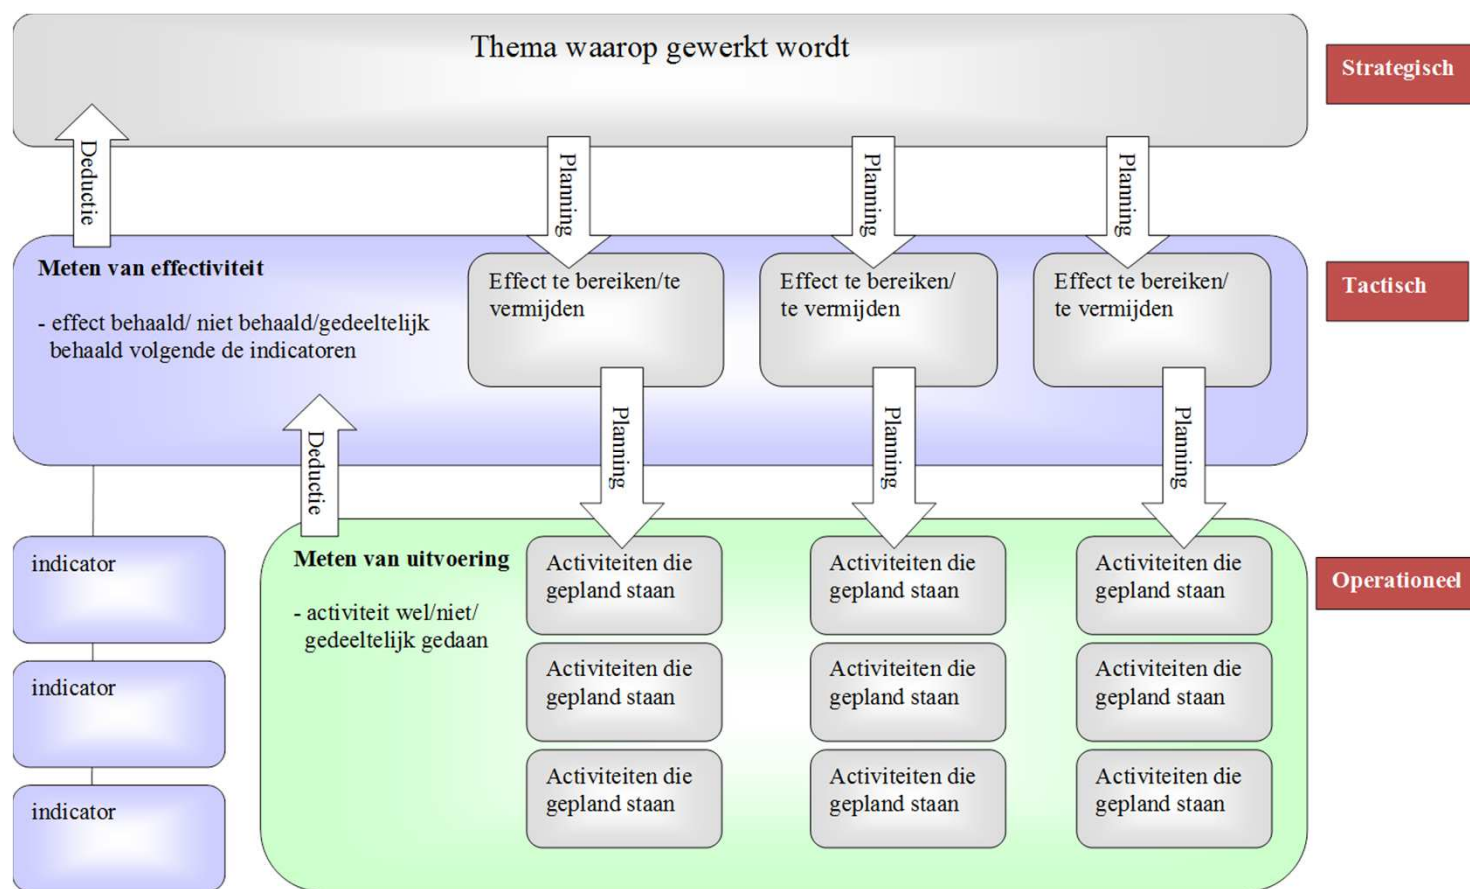 Thema waarop gewerkt wordt
Strategisch
Deductie
Planning
Planning
Planning
Meten van effectiviteit
- effect behaald/ niet behaald/gedeeltelijk
behaald volgende de indicatoren
Effect te bereiken/te
vermijden
Effect te bereiken/
te vermijden
Effect te bereiken/
te vermijden
Tactisch
Deductie
Planning
Planning
Planning
indicator
indicator
indicator
Meten van uitvoering
- activiteit wel/niet/
gedeeltelijk gedaan
Activiteiten die
gepland staan
Activiteiten die
gepland staan
Activiteiten die
gepland staan
Operationeel
Activiteiten die
gepland staan
Activiteiten die
gepland staan
Activiteiten die
gepland staan
Activiteiten die
gepland staan
Activiteiten die
gepland staan
Activiteiten die
gepland staan